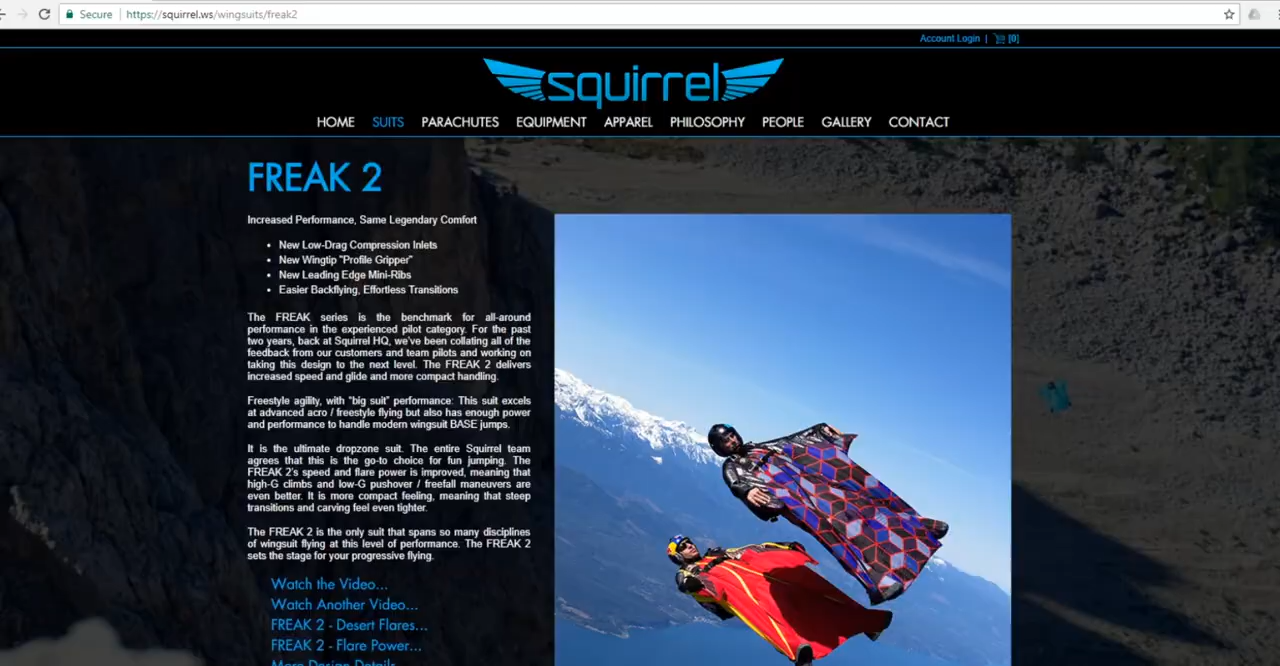 Secure | https://squirrel.ws/wingsuits/freak2
Account Login | [0]
squirrel
HOME SUITS PARACHUTES EQUIPMENT APPAREL PHILOSOPHY PEOPLE GALLERY CONTACT
FREAK 2
Increased Performance, Same Legendary Comfort
• New Low-Drag Compression Inlets
• New Wingtip "Profile Gripper"
• New Leading Edge Mini-Ribs
• Easier Backflying, Effortless Transitions
The FREAK series is the benchmark for all-around
performance in the experienced pilot category. For the past
two years, back at Squirrel HQ, we've been collating all of the
feedback from our customers and team pilots and working on
taking this design to the next level. The FREAK 2 delivers
increased speed and glide and more compact handling.
Freestyle agility, with "big suit" performance: This suit excels
at advanced acro / freestyle flying but also has enough power
and performance to handle modern wingsuit BASE jumps.
It is the ultimate dropzone suit. The entire Squirrel team
agrees that this is the go-to choice for fun jumping. The
FREAK 2's speed and flare power is improved, meaning that
high-G climbs and low-G pushover / freefall maneuvers are
even better. It is more compact feeling, meaning that steep
transitions and carving feel even tighter.
The FREAK 2 is the only suit that spans so many disciplines
of wingsuit flying at this level of performance. The FREAK 2
sets the stage for your progressive flying.
Watch the Video...
Watch Another Video...
FREAK 2 - Desert Flares...
FREAK 2 - Flare Power...
More Design Details